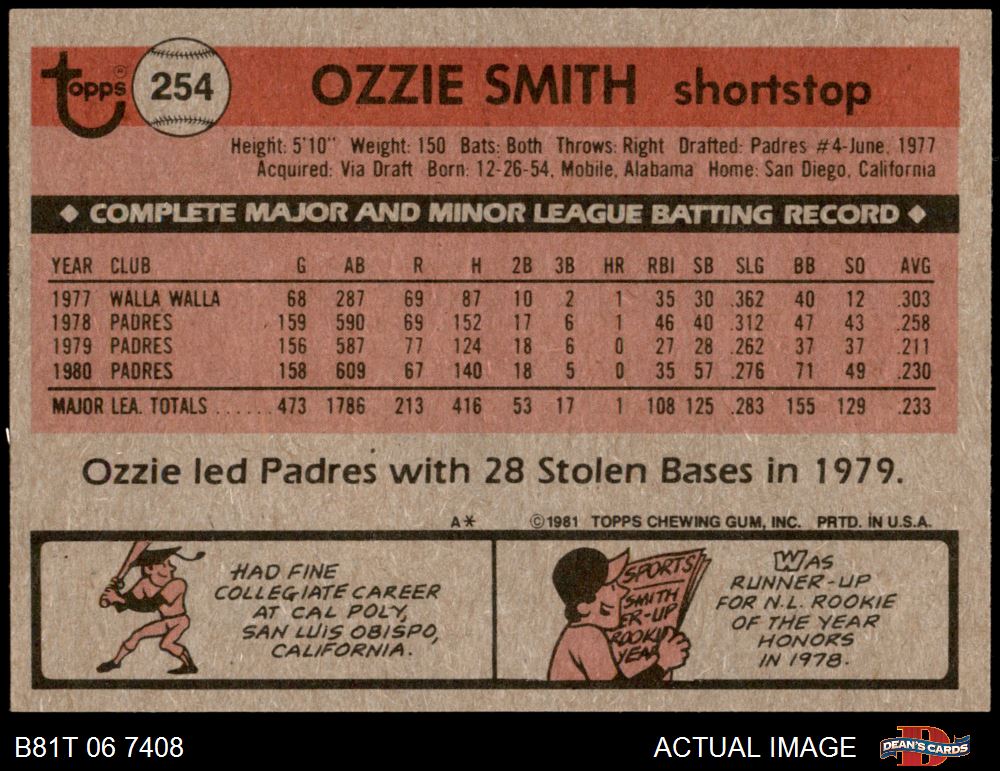 topps® 254 OZZIE SMITH shortstop
Height: 5'10" Weight: 150 Bats: Both Throws: Right Drafted: Padres #4-June, 1977
Acquired: Via Draft Born: 12-26-54, Mobile, Alabama Home: San Diego, California
◆ COMPLETE MAJOR AND MINOR LEAGUE BATTING RECORD ◆
YEAR CLUB G AB R H 2B 3B HR RBI SB SLG BB SO AVG
1977 WALLA WALLA 68 287 69 87 10 2 1 35 30 .362 40 12 .303
1978 PADRES 159 590 69 152 17 6 1 46 40 .312 47 43 .258
1979 PADRES 156 587 77 124 18 6 0 27 28 .262 37 37 .211
1980 PADRES 158 609 67 140 18 5 0 35 57 .276 71 49 .230
MAJOR LEA. TOTALS ...... 473 1786 213 416 53 17 1 108 125 .283 155 129 .233
Ozzie led Padres with 28 Stolen Bases in 1979.
A* ©1981 TOPPS CHEWING GUM, INC. PRTD. IN U.S.A.
HAD FINE
COLLEGIATE CAREER
AT CAL POLY,
SAN LUIS OBISPO,
CALIFORNIA.
SPORTS
SMITH
ER-UP
ROOKI
YEA
WAS
RUNNER-UP
FOR N.L. ROOKIE
OF THE YEAR
HONORS
IN 1978.
B81T 06 7408 ACTUAL IMAGE DEAN'S CARDS